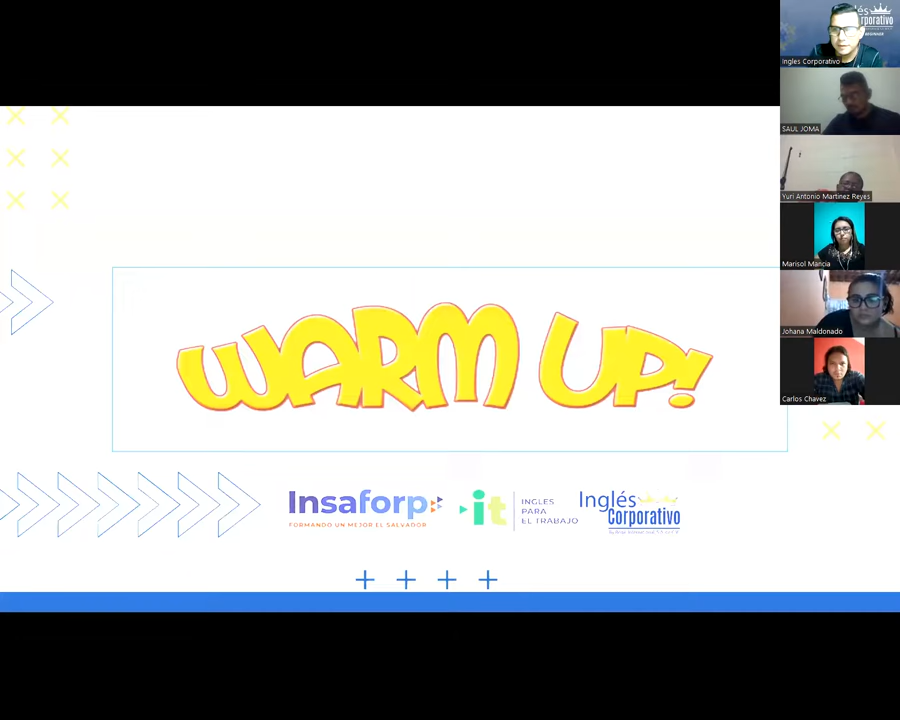 WARM UP!
Insaforp
FORMANDO UN MEJOR EL SALVADOR
it
INGLES
PARA
EL TRABAJO
Inglés
Corporativo
Ingles Corporativo
SAUL JOMA
Yuri Antonio Martinez Reyes
Marisol Mancia
Johana Maldonado
Carlos Chavez